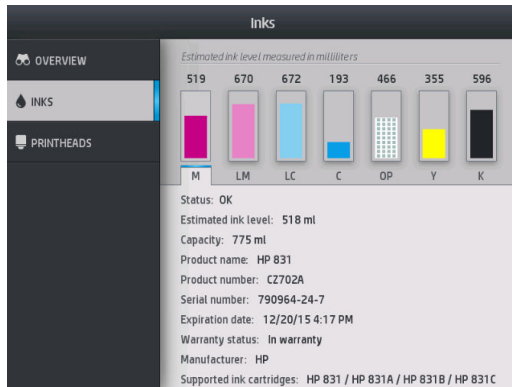 Inks
OVERVIEW
INKS
PRINTHEADS
Estimated ink level measured in milliliters
519 670 672 193 466 355 596
M LM LC C OP Y K
Status: OK
Estimated ink level: 518 ml
Capacity: 775 ml
Product name: HP 831
Product number: CZ702A
Serial number: 790964-24-7
Expiration date: 12/20/15 4:17 PM
Warranty status: In warranty
Manufacturer: HP
Supported ink cartridges: HP 831 / HP 831A / HP 831B / HP 831C